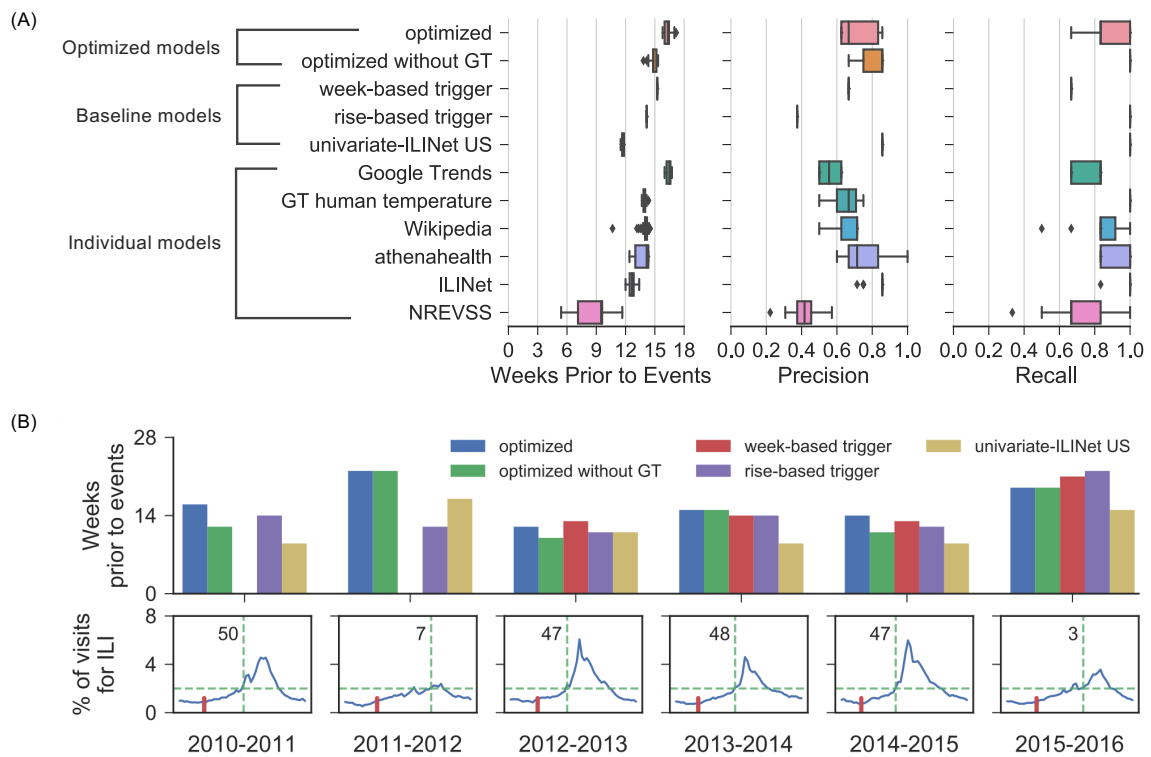 (A)
Optimized models
optimized
optimized without GT
Baseline models
week-based trigger
rise-based trigger
univariate-ILINet US
Individual models
Google Trends
GT human temperature
Wikipedia
athenahealth
ILINet
NREVSS
0 3 6 9 12 15 18
Weeks Prior to Events
0.0 0.2 0.4 0.6 0.8 1.0
Precision
0.0 0.2 0.4 0.6 0.8 1.0
Recall
(B)
Weeks
prior to events
28
14
0
optimized
optimized without GT
week-based trigger
rise-based trigger
univariate-ILINet US
% of visits
for ILI
8
4
0
50 7 47 48 47 3
2010-2011 2011-2012 2012-2013 2013-2014 2014-2015 2015-2016